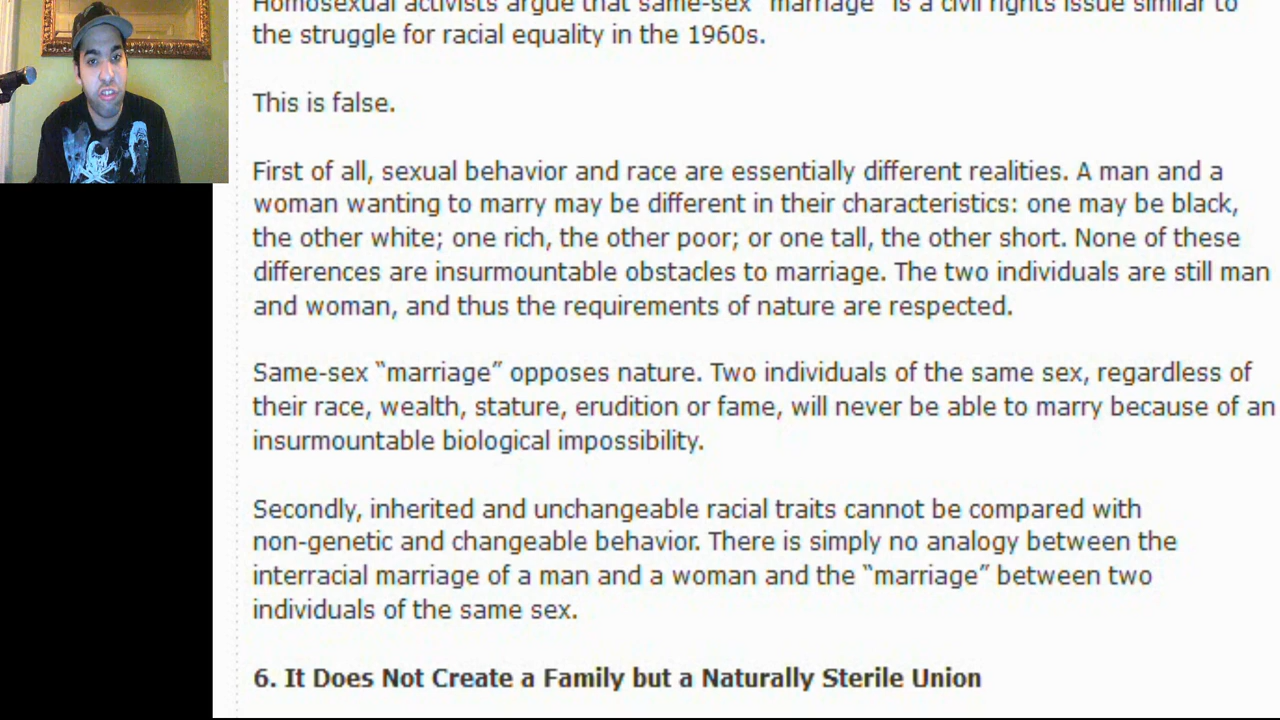 Homosexual activists argue that same-sex “marriage” is a civil rights issue similar to
the struggle for racial equality in the 1960s.
This is false.
First of all, sexual behavior and race are essentially different realities. A man and a
woman wanting to marry may be different in their characteristics: one may be black,
the other white; one rich, the other poor; or one tall, the other short. None of these
differences are insurmountable obstacles to marriage. The two individuals are still man
and woman, and thus the requirements of nature are respected.
Same-sex “marriage” opposes nature. Two individuals of the same sex, regardless of
their race, wealth, stature, erudition or fame, will never be able to marry because of an
insurmountable biological impossibility.
Secondly, inherited and unchangeable racial traits cannot be compared with
non-genetic and changeable behavior. There is simply no analogy between the
interracial marriage of a man and a woman and the “marriage” between two
individuals of the same sex.
6. It Does Not Create a Family but a Naturally Sterile Union